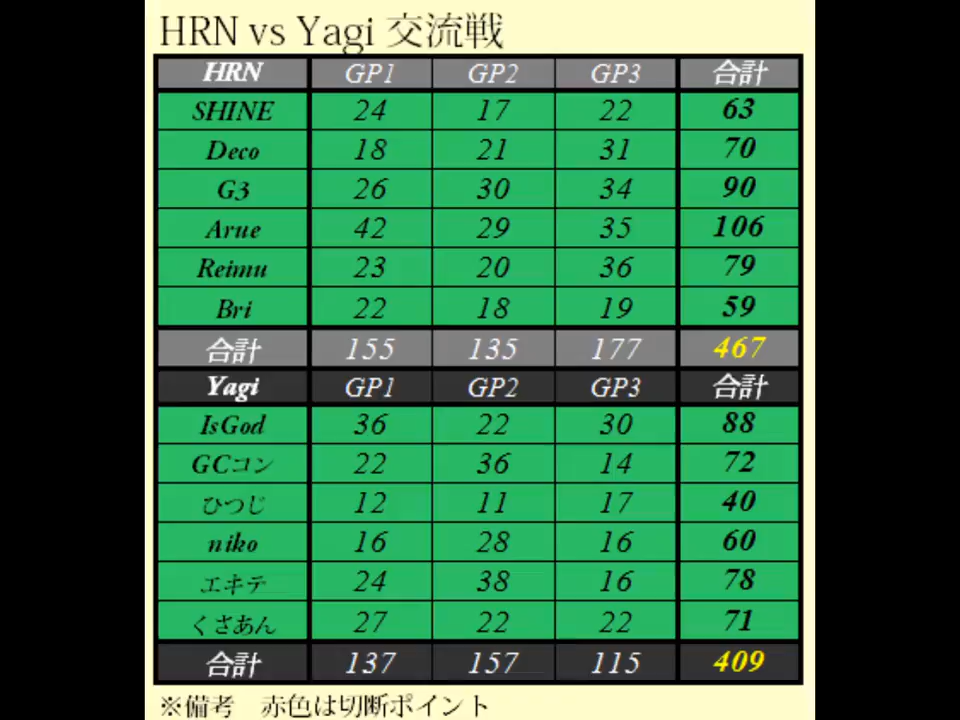 HRN vs Yagi 交流戦
HRN GP1 GP2 GP3 合計
SHINE 24 17 22 63
Deco 18 21 31 70
G3 26 30 34 90
Arue 42 29 35 106
Reimu 23 20 36 79
Bri 22 18 19 59
合計 155 135 177 467
Yagi GP1 GP2 GP3 合計
IsGod 36 22 30 88
GCコン 22 36 14 72
ひつじ 12 11 17 40
niko 16 28 16 60
エキテ 24 38 16 78
くさあん 27 22 22 71
合計 137 157 115 409
※備考　赤色は切断ポイント